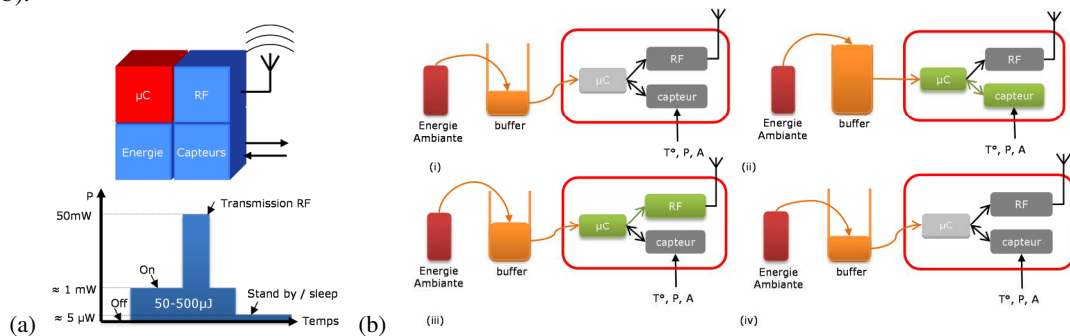 µC
RF
Energie
Capteurs
P
50mW
Transmission RF
On
≈ 1 mW
Off
50-500µJ
Stand by / sleep
≈ 5 µW
Temps
(a)
(b)
Energie
Ambiante
buffer
µC
RF
capteur
T°, P, A
(i)
Energie
Ambiante
buffer
µC
RF
capteur
T°, P, A
(ii)
Energie
Ambiante
buffer
µC
RF
capteur
T°, P, A
(iii)
Energie
Ambiante
buffer
µC
RF
capteur
T°, P, A
(iv)